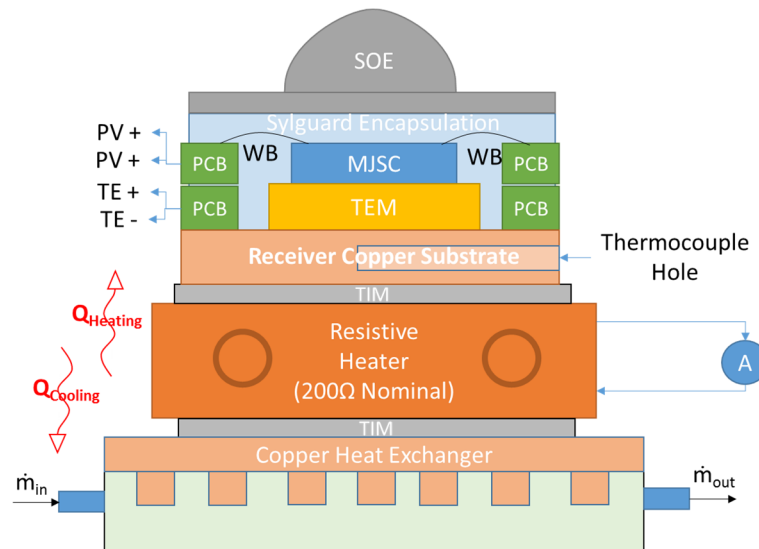 SOE
Sylguard Encapsulation
PV +
PV +
PCB
WB
MJSC
WB
PCB
TE +
TE -
PCB
TEM
PCB
Receiver Copper Substrate
Thermocouple
Hole
TIM
QHeating
Resistive
Heater
(200Ω Nominal)
A
QCooling
TIM
Copper Heat Exchanger
ṁin
ṁout